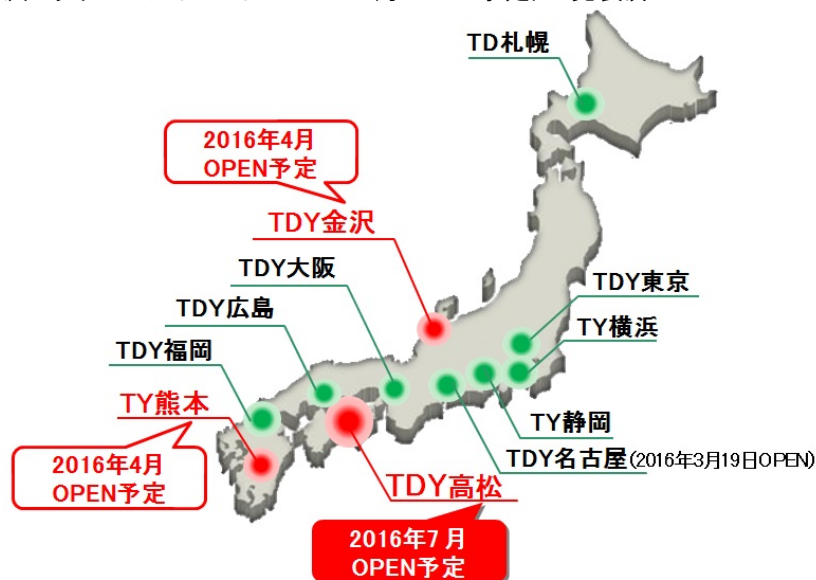 TD札幌
2016年4月
OPEN予定
TDY金沢
TDY大阪
TDY東京
TDY広島
TY横浜
TDY福岡
TY熊本
TY静岡
2016年4月
OPEN予定
TDY名古屋(2016年3月19日OPEN)
TDY高松
2016年7月
OPEN予定